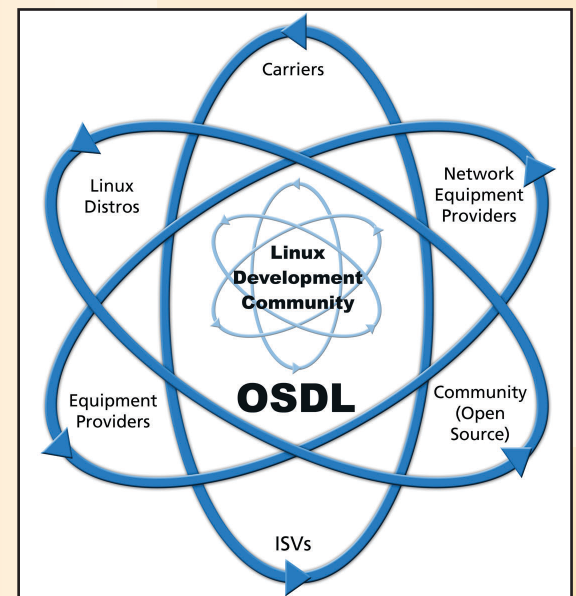 Carriers
Linux
Distros
Network
Equipment
Providers
Linux
Development
Community
OSDL
Equipment
Providers
Community
(Open
Source)
ISVs